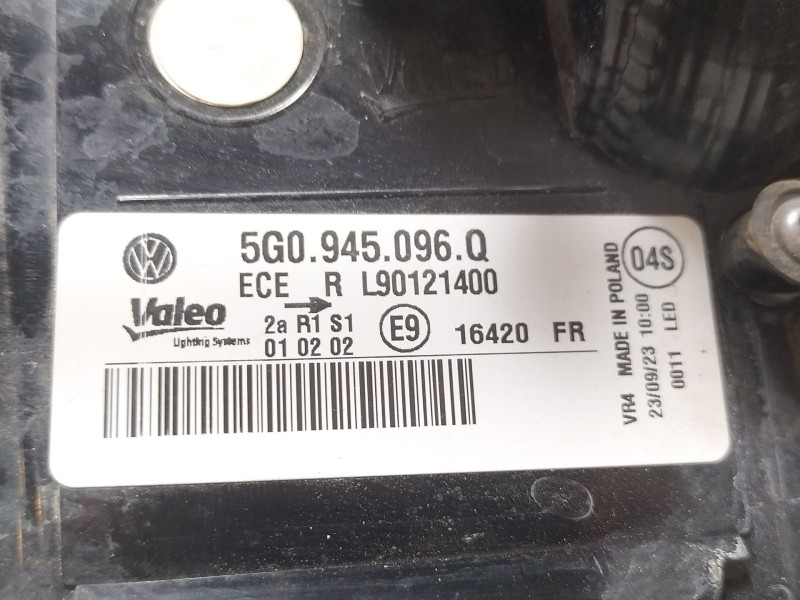 5G0.945.096.Q
ECE R L90121400
Valeo
Lighting Systems
2a R1 S1
01 02 02
E9
16420 FR
04S
VR4 MADE IN POLAND
23/09/23 10:00
0011 LED